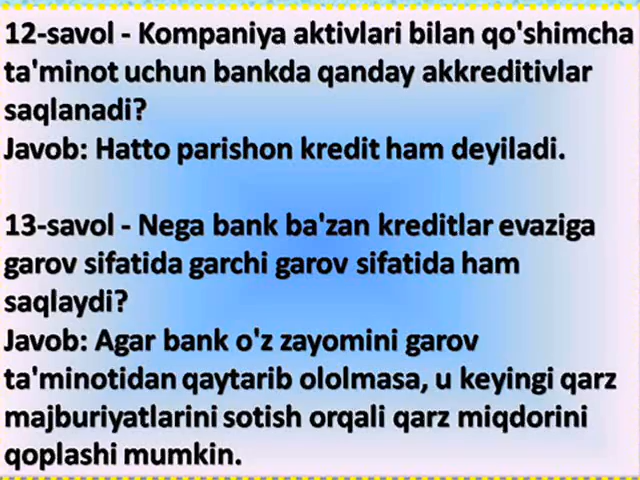 12-savol - Kompaniya aktivlari bilan qo'shimcha
ta'minot uchun bankda qanday akkreditivlar
saqlanadi?
Javob: Hatto parishon kredit ham deyiladi.
13-savol - Nega bank ba'zan kreditlar evaziga
garov sifatida garchi garov sifatida ham
saqlaydi?
Javob: Agar bank o'z zayomini garov
ta'minotidan qaytarib ololmasa, u keyingi qarz
majburiyatlarini sotish orqali qarz miqdorini
qoplashi mumkin.